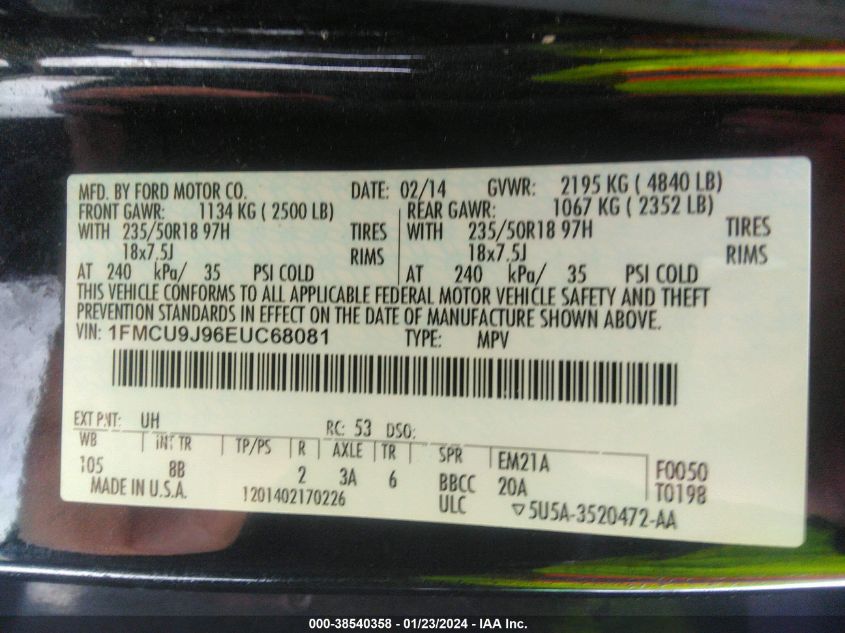 MFD. BY FORD MOTOR CO. DATE: 02/14 GVWR: 2195 KG ( 4840 LB)
FRONT GAWR: 1134 KG ( 2500 LB) REAR GAWR: 1067 KG ( 2352 LB)
WITH 235/50R18 97H TIRES WITH 235/50R18 97H TIRES
18x7.5J RIMS 18x7.5J RIMS
AT 240 kPa/ 35 PSI COLD AT 240 kPa/ 35 PSI COLD
THIS VEHICLE CONFORMS TO ALL APPLICABLE FEDERAL MOTOR VEHICLE SAFETY AND THEFT
PREVENTION STANDARDS IN EFFECT ON THE DATE OF MANUFACTURE SHOWN ABOVE.
VIN: 1FMCU9J96EUC68081 TYPE: MPV
EXT PNT: UH RC: 53 DSO:
WB INT TR TP/PS R AXLE TR SPR EM21A F0050
105 8B 2 3A 6 BBCC 20A T0198
MADE IN U.S.A. 1201402170226 ULC ▽5U5A-3520472-AA
000-38540358 - 01/23/2024 - IAA Inc.